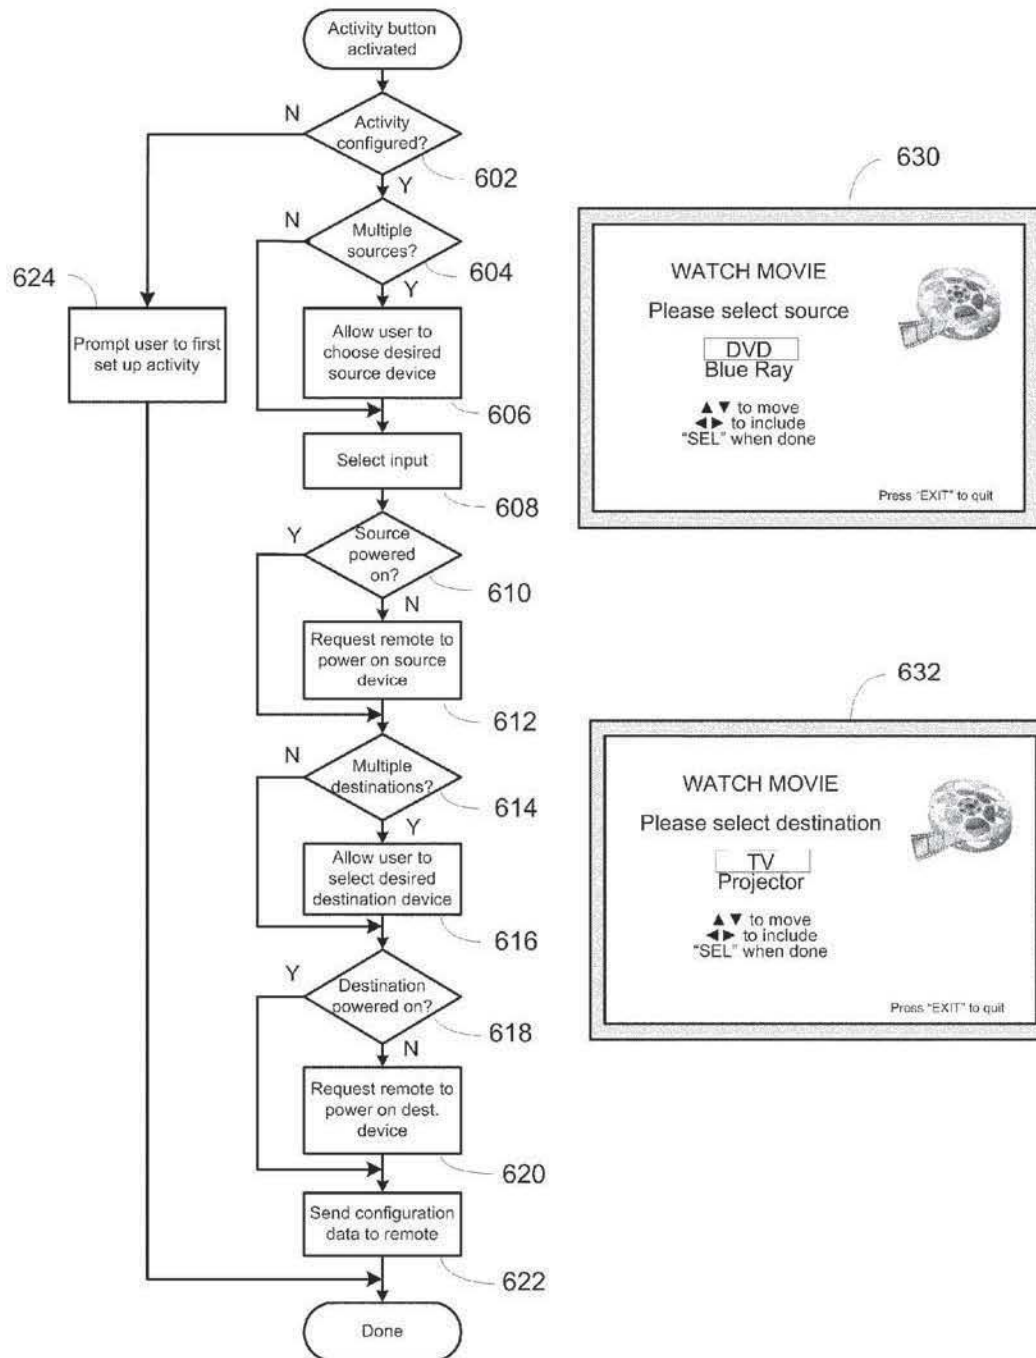 Activity button
activated
N
Activity
configured?
602
Y
N
Multiple
sources?
604
Y
624
Prompt user to first
set up activity
Allow user to
choose desired
source device
606
Select input
608
Y
Source
powered
on?
610
N
Request remote to
power on source
device
612
N
Multiple
destinations?
614
Y
Allow user to
select desired
destination device
616
Y
Destination
powered on?
618
N
Request remote to
power on dest.
device
620
Send configuration
data to remote
622
Done
630
WATCH MOVIE
Please select source
DVD
Blue Ray
▲ ▼ to move
◀ ▶ to include
“SEL” when done
Press “EXIT” to quit
632
WATCH MOVIE
Please select destination
TV
Projector
▲ ▼ to move
◀ ▶ to include
“SEL” when done
Press “EXIT” to quit